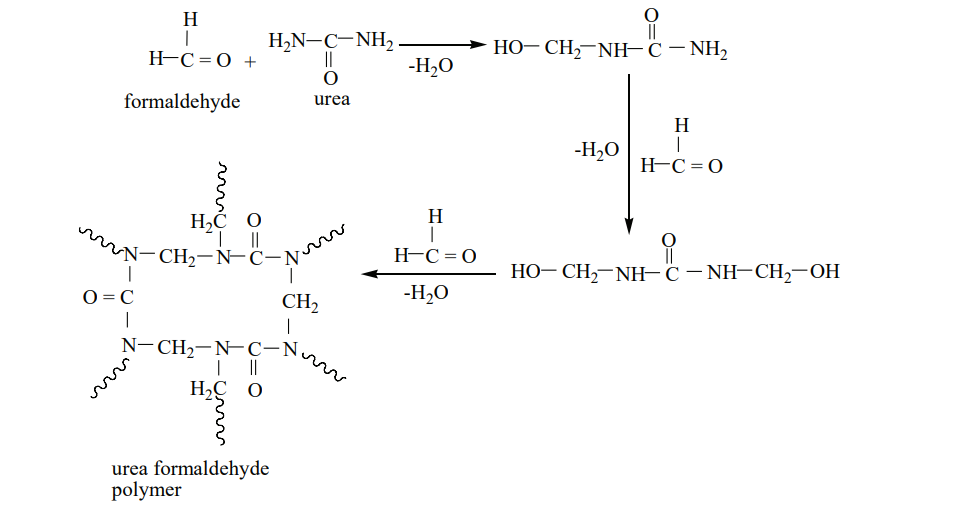 H
H−C=O +
formaldehyde
H₂N−C−NH₂
O
urea
-H₂O
O
HO−CH₂−NH−C−NH₂
-H₂O
H
H−C=O
O
HO−CH₂−NH−C−NH−CH₂−OH
H
H−C=O
-H₂O
H₂C O
N−CH₂−N−C−N
O=C
CH₂
N−CH₂−N−C−N
H₂C O
urea formaldehyde
polymer